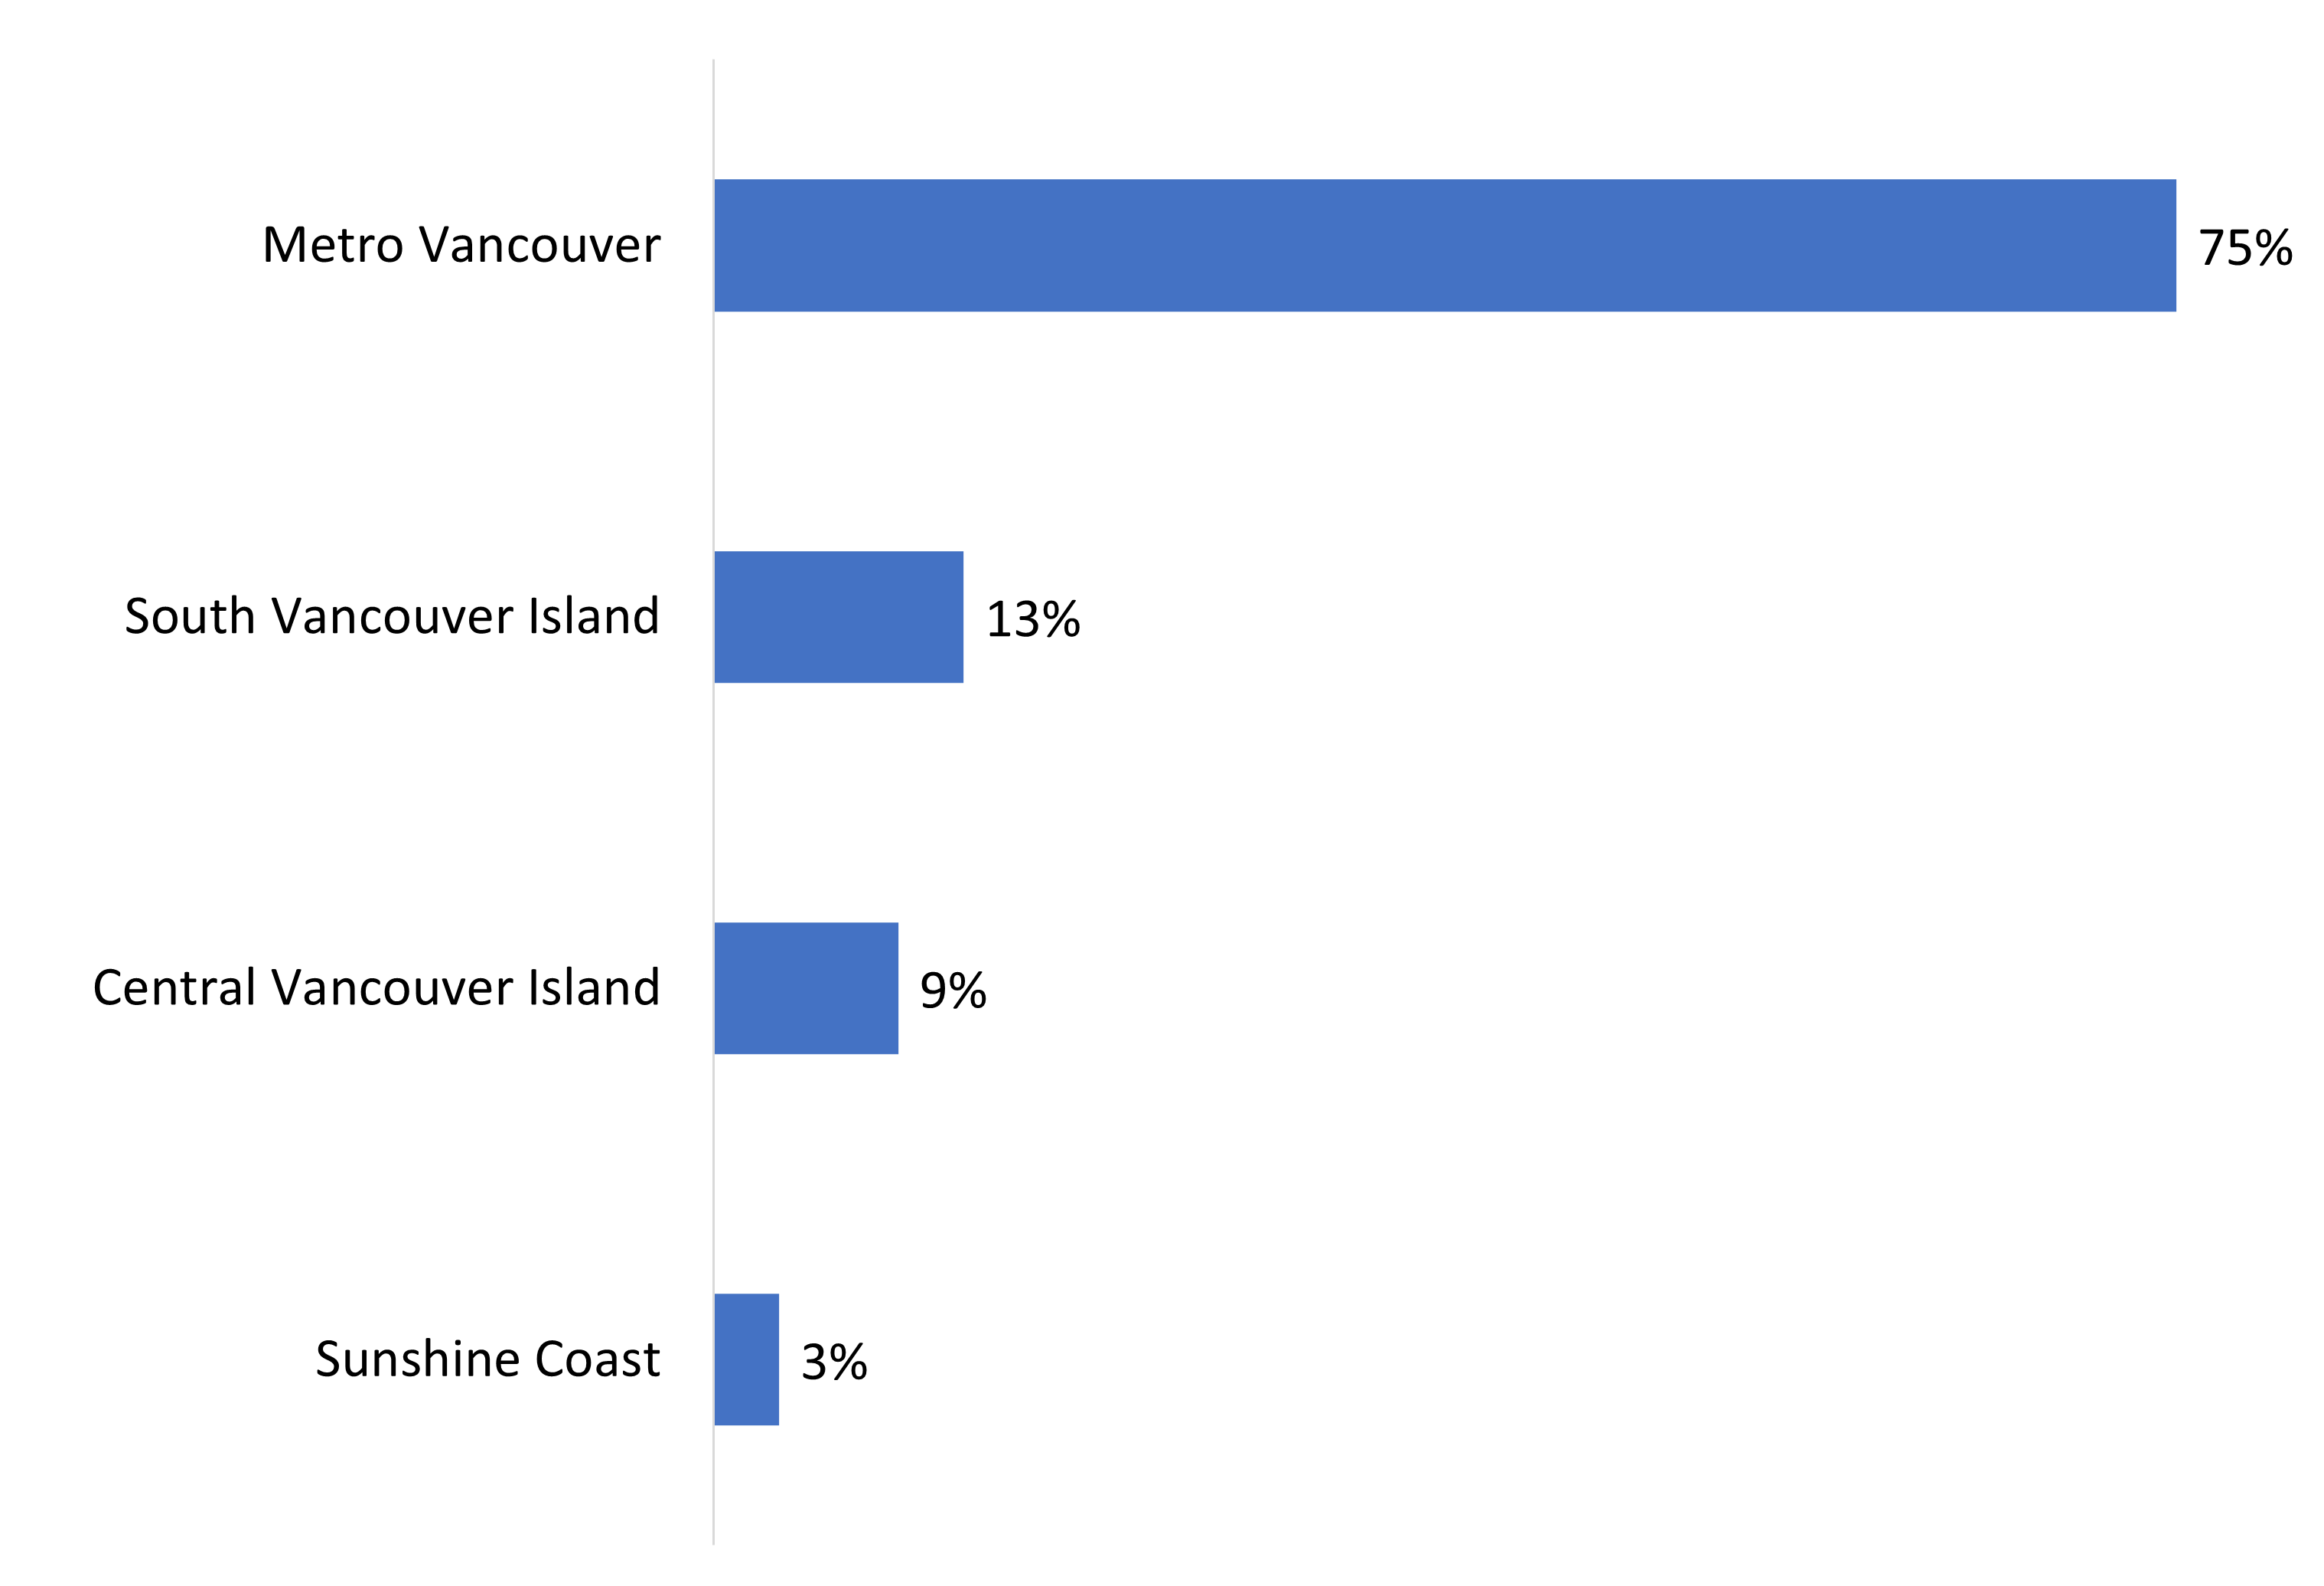 Metro Vancouver 75%
South Vancouver Island 13%
Central Vancouver Island 9%
Sunshine Coast 3%